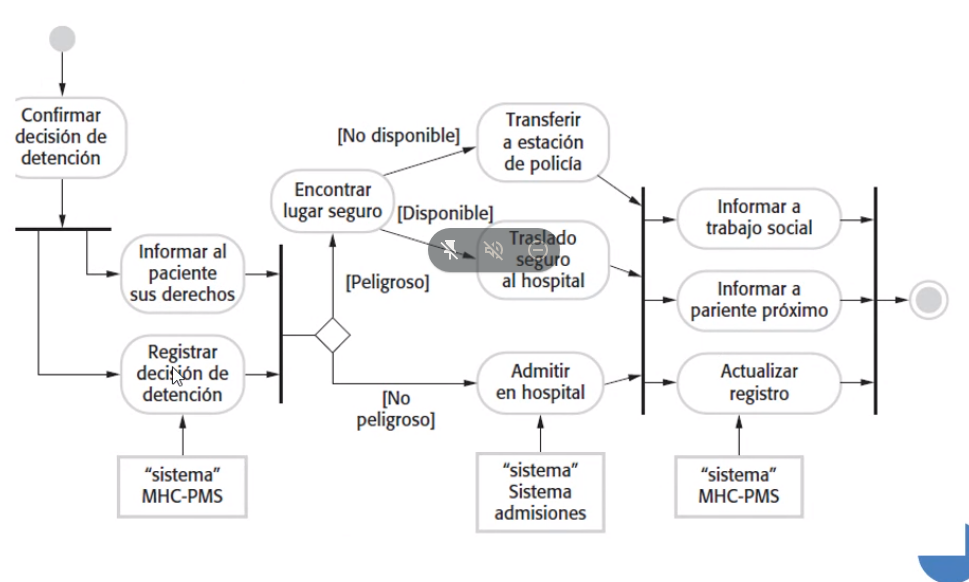 Confirmar
decisión de
detención
Informar al
paciente
sus derechos
Registrar
decisión de
detención
"sistema"
MHC-PMS
Encontrar
lugar seguro
[Peligroso]
[No
peligroso]
[No disponible]
[Disponible]
Transferir
a estación
de policía
Traslado
seguro
al hospital
Admitir
en hospital
"sistema"
Sistema
admisiones
Informar a
trabajo social
Informar a
pariente próximo
Actualizar
registro
"sistema"
MHC-PMS